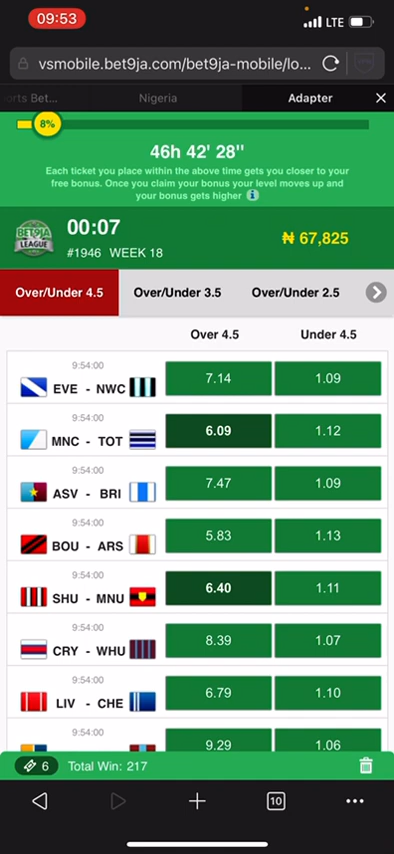 09:53
LTE
vsmobile.bet9ja.com/bet9ja-mobile/lo...
orts Bet...
Nigeria
Adapter
8%
46h 42' 28"
Each ticket you place within the above time gets you closer to your
free bonus. Once you claim your bonus your level moves up and
your bonus gets higher i
BET9JA
LEAGUE
00:07
#1946 WEEK 18
₦ 67,825
Over/Under 4.5
Over/Under 3.5
Over/Under 2.5
Over 4.5
Under 4.5
9:54:00
EVE - NWC
7.14
1.09
9:54:00
MNC - TOT
6.09
1.12
9:54:00
ASV - BRI
7.47
1.09
9:54:00
BOU - ARS
5.83
1.13
9:54:00
SHU - MNU
6.40
1.11
9:54:00
CRY - WHU
8.39
1.07
9:54:00
LIV - CHE
6.79
1.10
9:54:00
9.29
1.06
6
Total Win: 217
10